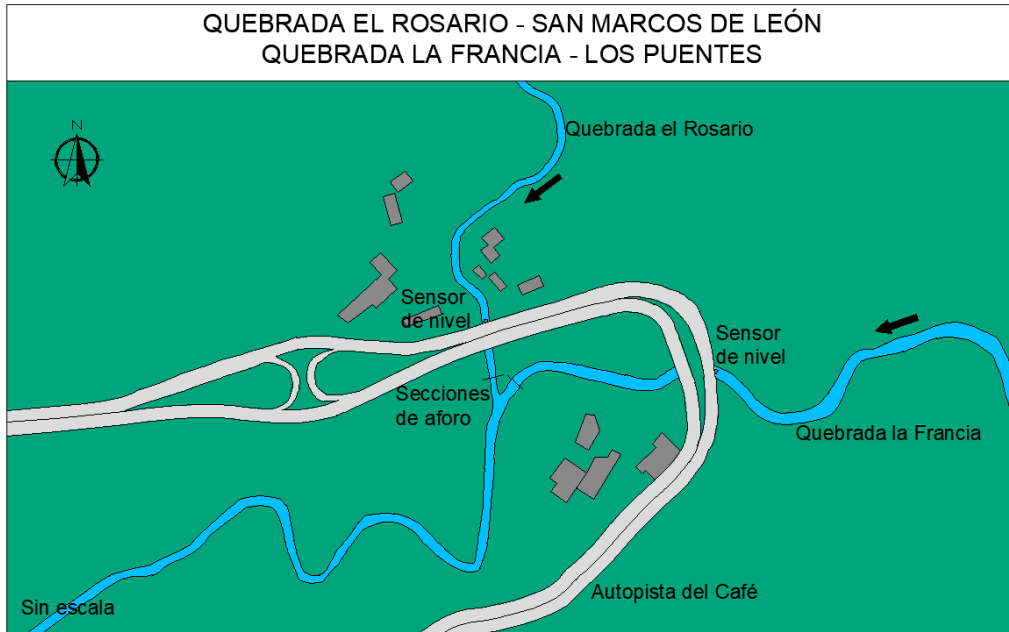 QUEBRADA EL ROSARIO - SAN MARCOS DE LEÓN
QUEBRADA LA FRANCIA - LOS PUENTES
N
Quebrada el Rosario
Sensor
de nivel
Sensor
de nivel
Secciones
de aforo
Quebrada la Francia
Autopista del Café
Sin escala